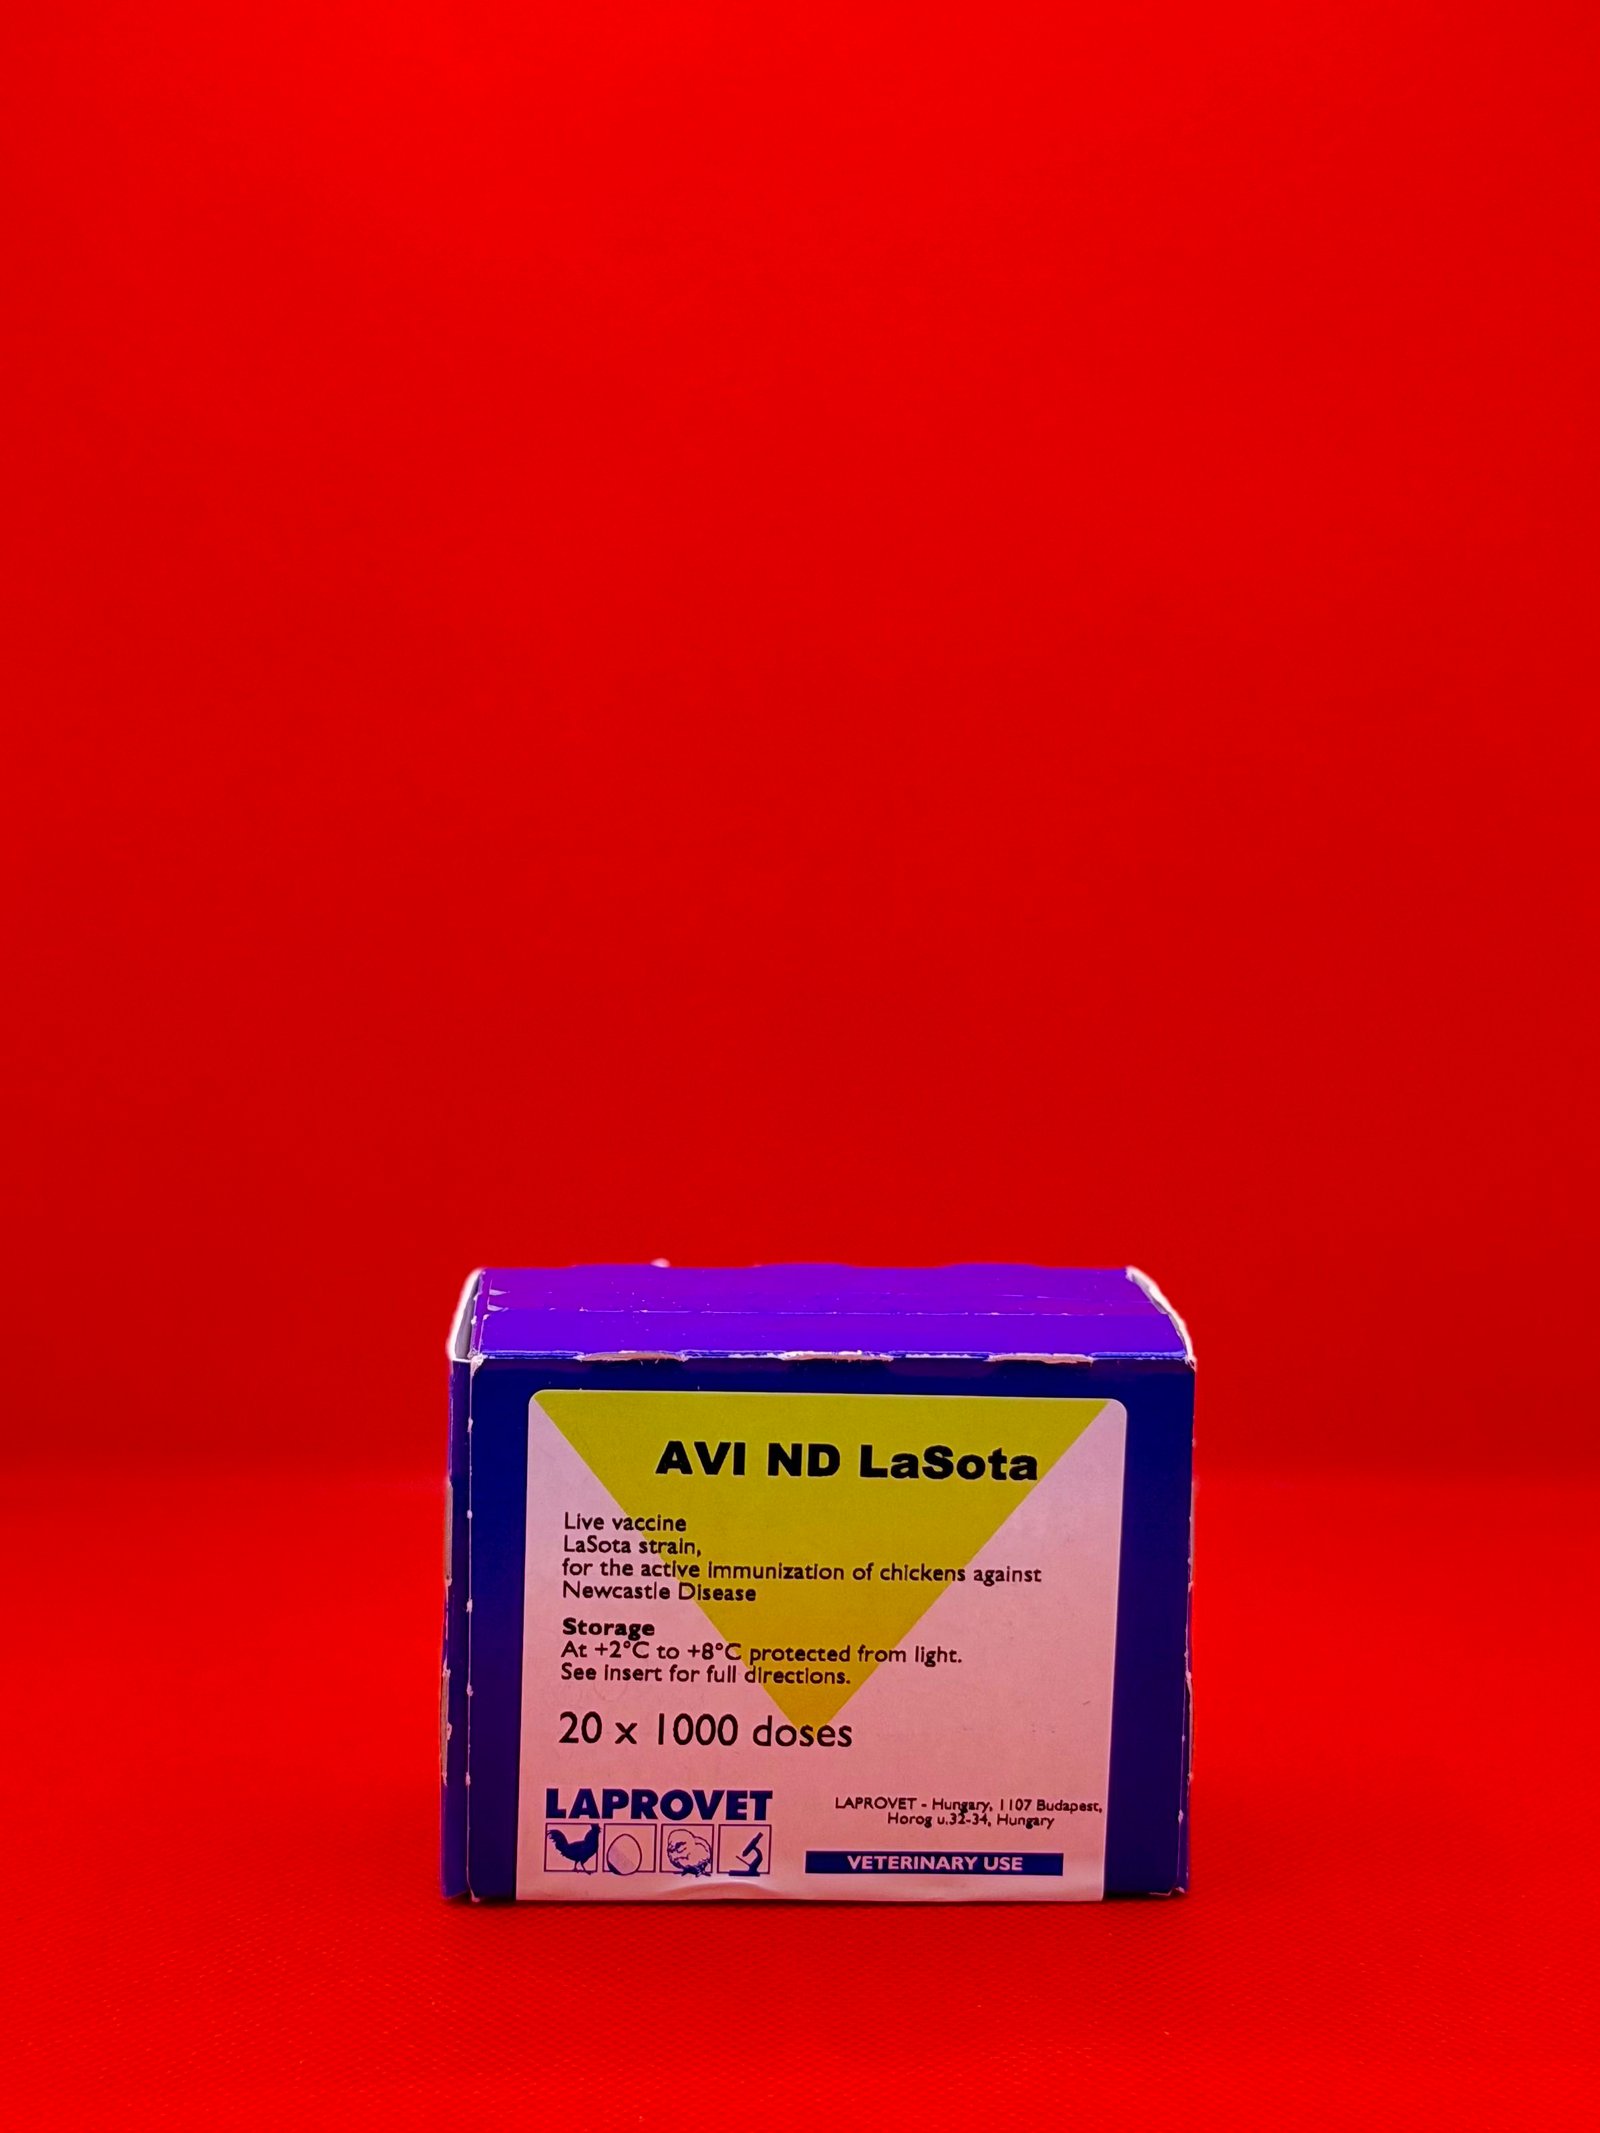 AVI ND LaSota
Live vaccine
LaSota strain,
for the active immunization of chickens against
Newcastle Disease
Storage
At +2°C to +8°C protected from light.
See insert for full directions.
20 x 1000 doses
LAPROVET
LAPROVET - Hungary, 1107 Budapest,
Horog u.32-34, Hungary
VETERINARY USE